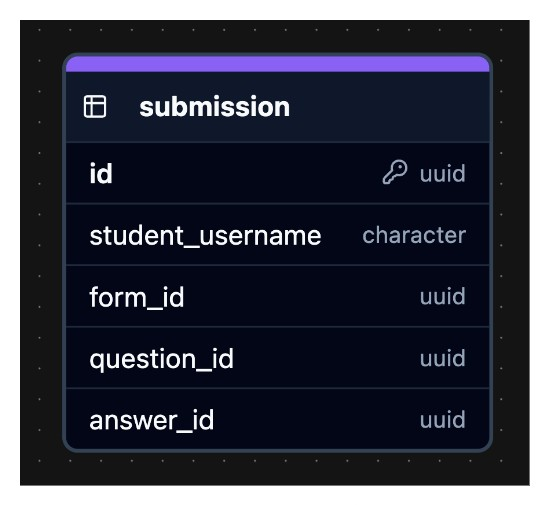 submission
id uuid
student_username character
form_id uuid
question_id uuid
answer_id uuid